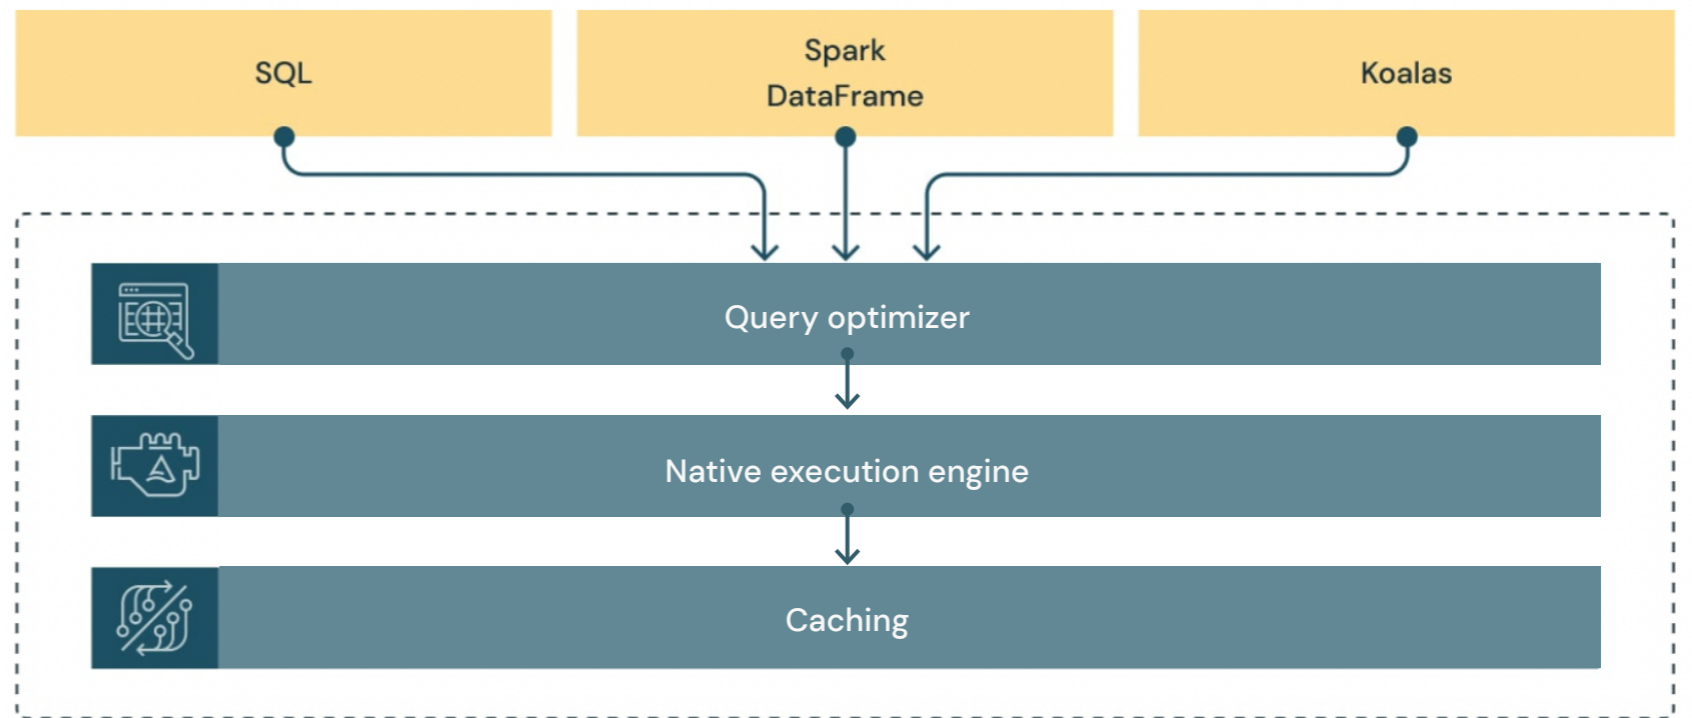 SQL
Spark
DataFrame
Koalas
Query optimizer
Native execution engine
Caching